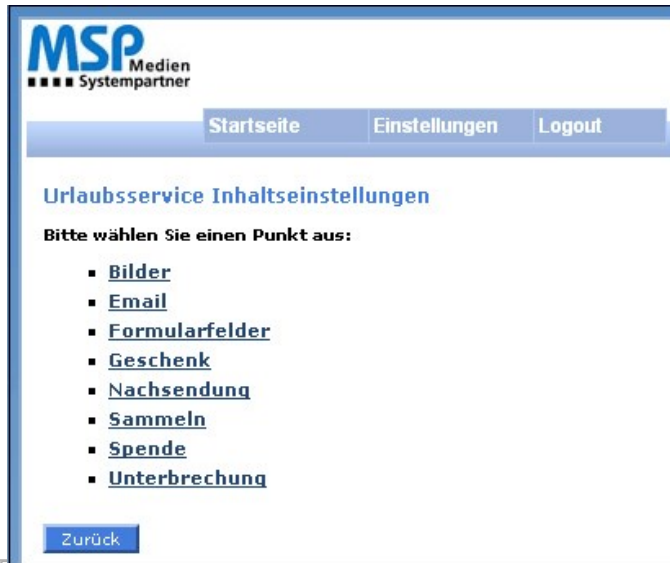 MSP
Medien
Systempartner
Startseite Einstellungen Logout
Urlaubsservice Inhaltseinstellungen
Bitte wählen Sie einen Punkt aus:
Bilder
Email
Formularfelder
Geschenk
Nachsendung
Sammeln
Spende
Unterbrechung
Zurück